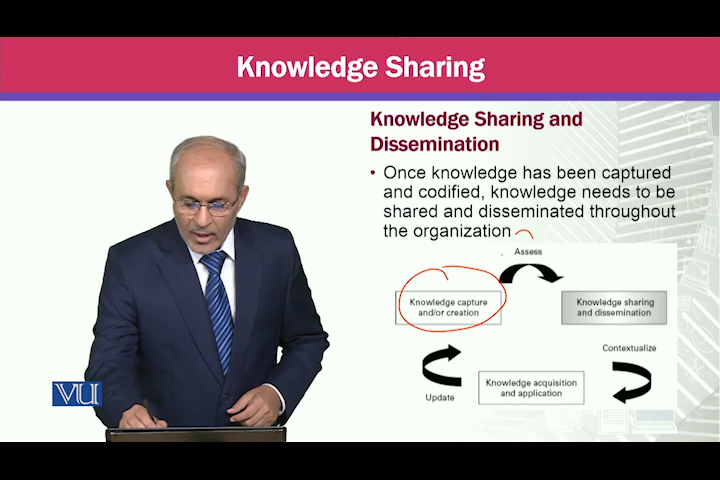 Knowledge Sharing
Knowledge Sharing and
Dissemination
• Once knowledge has been captured
and codified, knowledge needs to be
shared and disseminated throughout
the organization
Assess
Knowledge capture
and/or creation
Knowledge sharing
and dissemination
Contextualize
Knowledge acquisition
and application
Update
VU